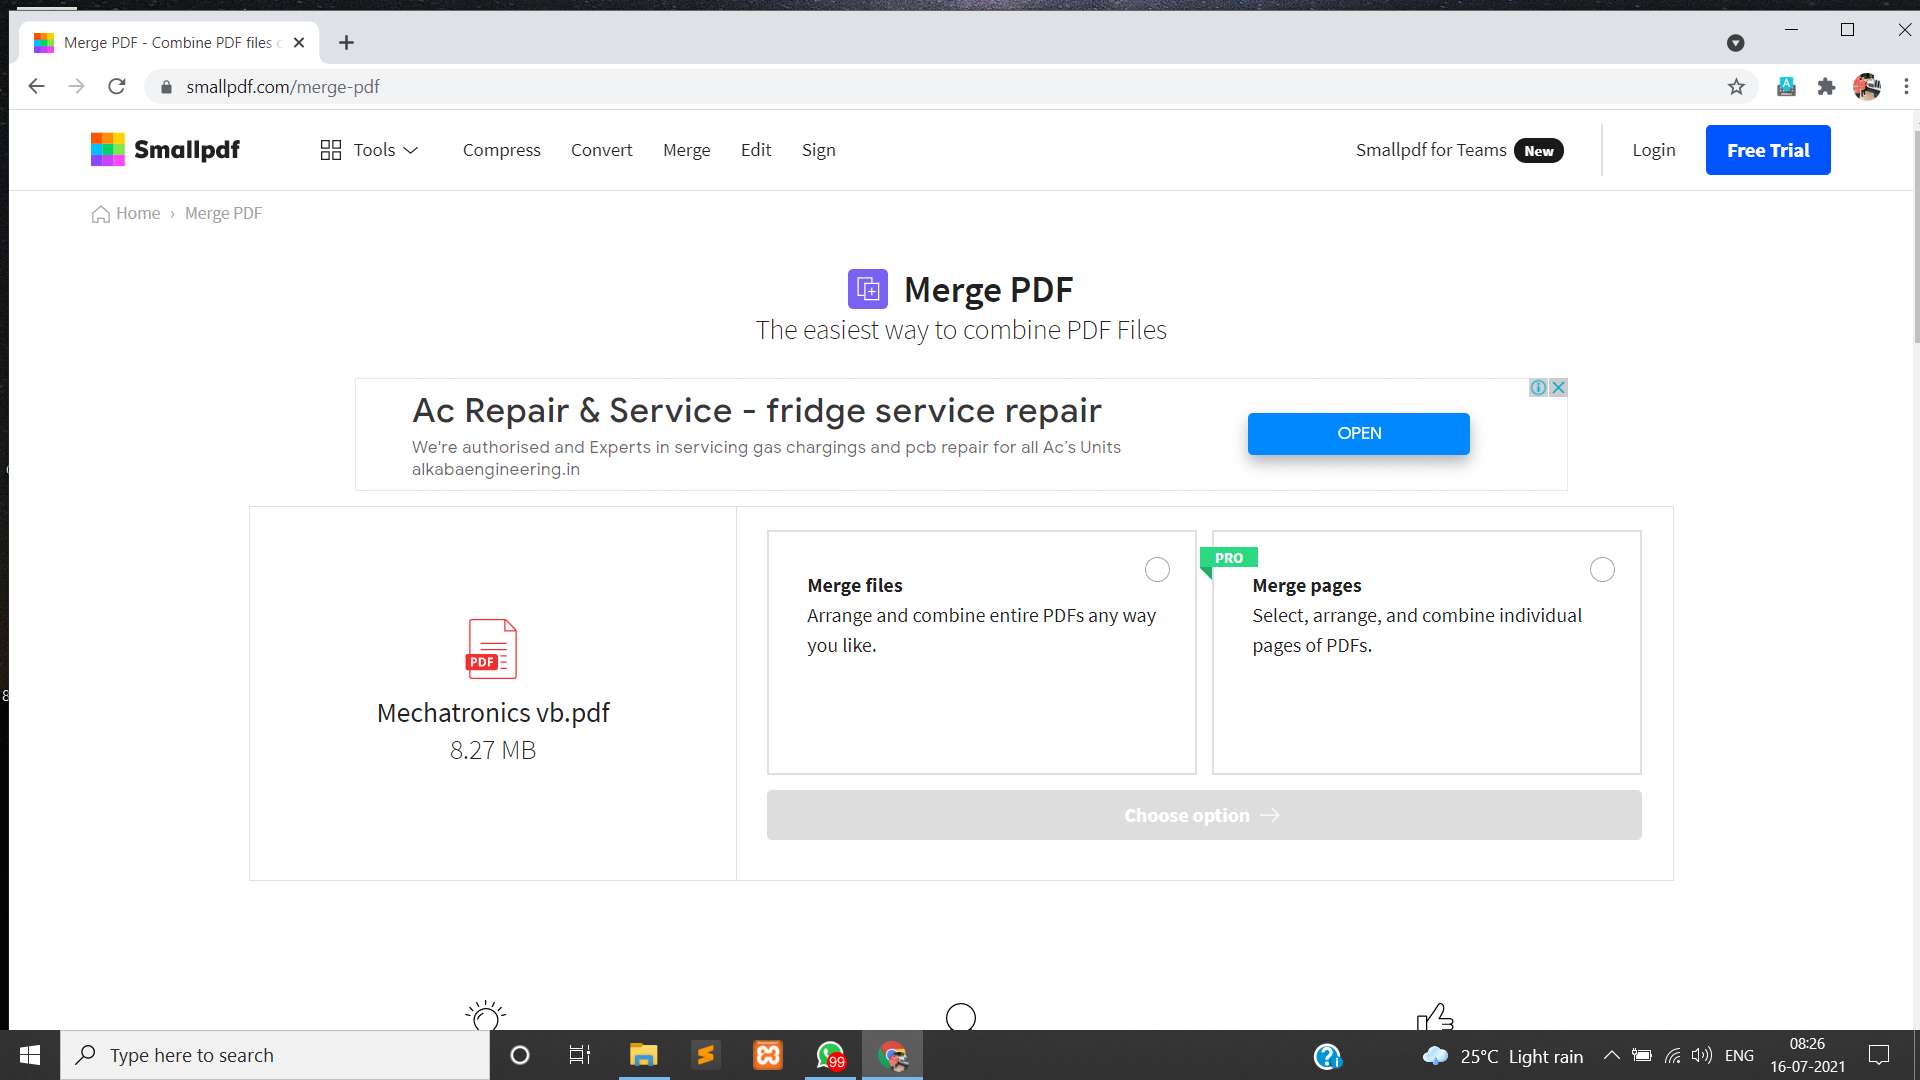 Merge PDF - Combine PDF files
smallpdf.com/merge-pdf
Smallpdf
Tools
Compress
Convert
Merge
Edit
Sign
Smallpdf for Teams New
Login
Free Trial
Home › Merge PDF
Merge PDF
The easiest way to combine PDF Files
Ac Repair & Service - fridge service repair
We're authorised and Experts in servicing gas chargings and pcb repair for all Ac's Units
alkabaengineering.in
OPEN
PDF
Mechatronics vb.pdf
8.27 MB
Merge files
Arrange and combine entire PDFs any way
you like.
PRO
Merge pages
Select, arrange, and combine individual
pages of PDFs.
Choose option
Type here to search
99
25°C Light rain
ENG
08:26
16-07-2021